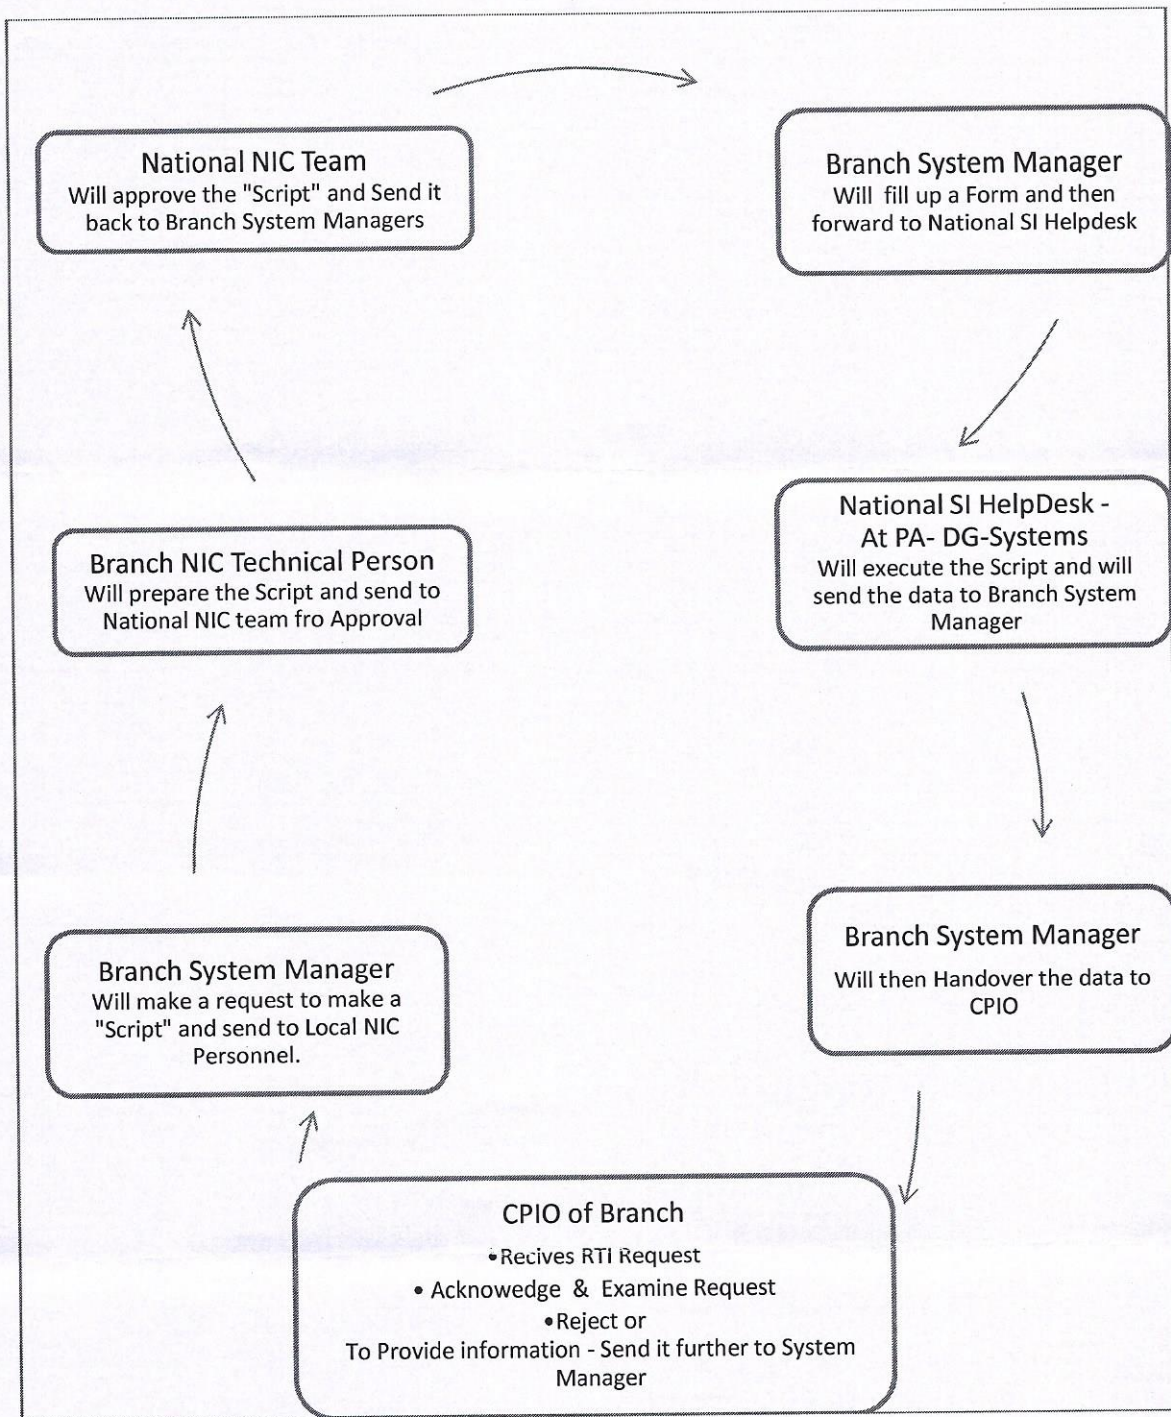 National NIC Team
Will approve the "Script" and Send it
back to Branch System Managers
Branch System Manager
Will fill up a Form and then
forward to National SI Helpdesk
Branch NIC Technical Person
Will prepare the Script and send to
National NIC team fro Approval
National SI HelpDesk -
At PA- DG-Systems
Will execute the Script and will
send the data to Branch System
Manager
Branch System Manager
Will make a request to make a
"Script" and send to Local NIC
Personnel.
Branch System Manager
Will then Handover the data to
CPIO
CPIO of Branch
•Recives RTI Request
• Acknowedge & Examine Request
•Reject or
To Provide information - Send it further to System
Manager